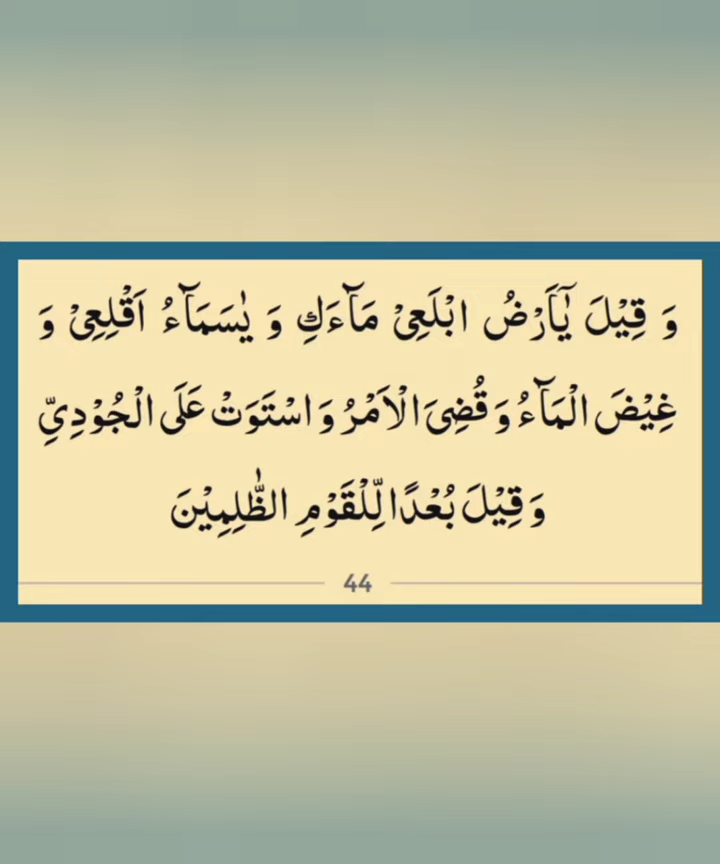 وَ قِيْلَ يٰۤاَرْضُ ابْلَعِيْ مَآءَكِ وَ يٰسَمَآءُ اَقْلِعِيْ وَ
غِيْضَ الْمَآءُ وَ قُضِیَ الْاَمْرُ وَ اسْتَوَتْ عَلَى الْجُوْدِيِّ
وَ قِيْلَ بُعْدًا لِّلْقَوْمِ الظّٰلِمِيْنَ
44